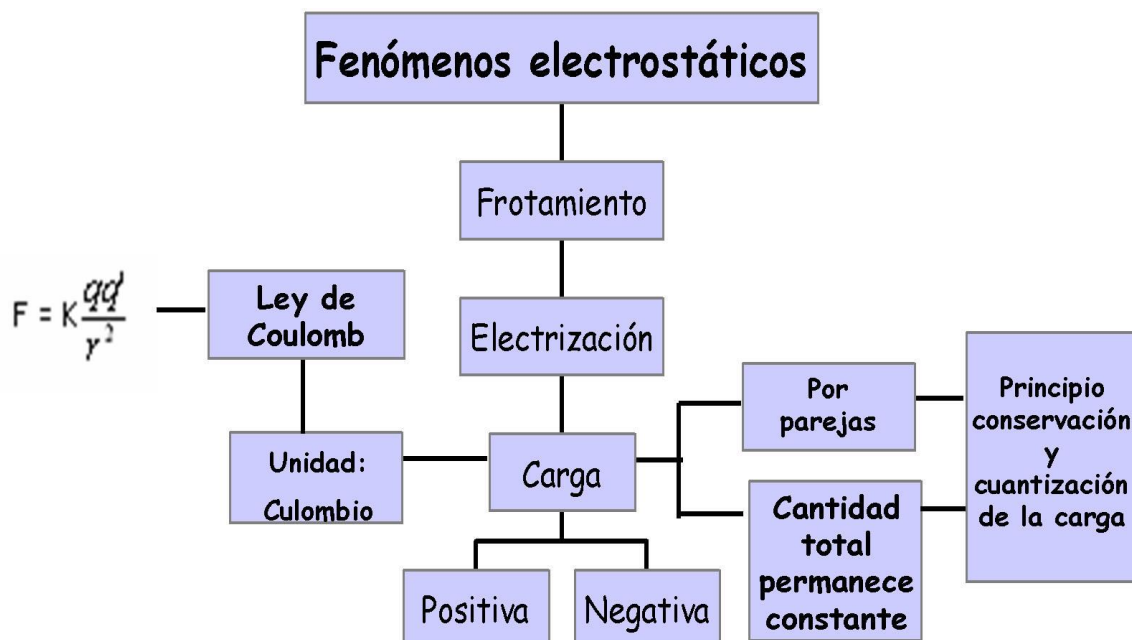 Fenómenos electrostáticos
Frotamiento
Electrización
F = K qq' / r²
Ley de
Coulomb
Unidad:
Culombio
Carga
Por
parejas
Cantidad
total
permanece
constante
Principio
conservación
y
cuantización
de la carga
Positiva
Negativa